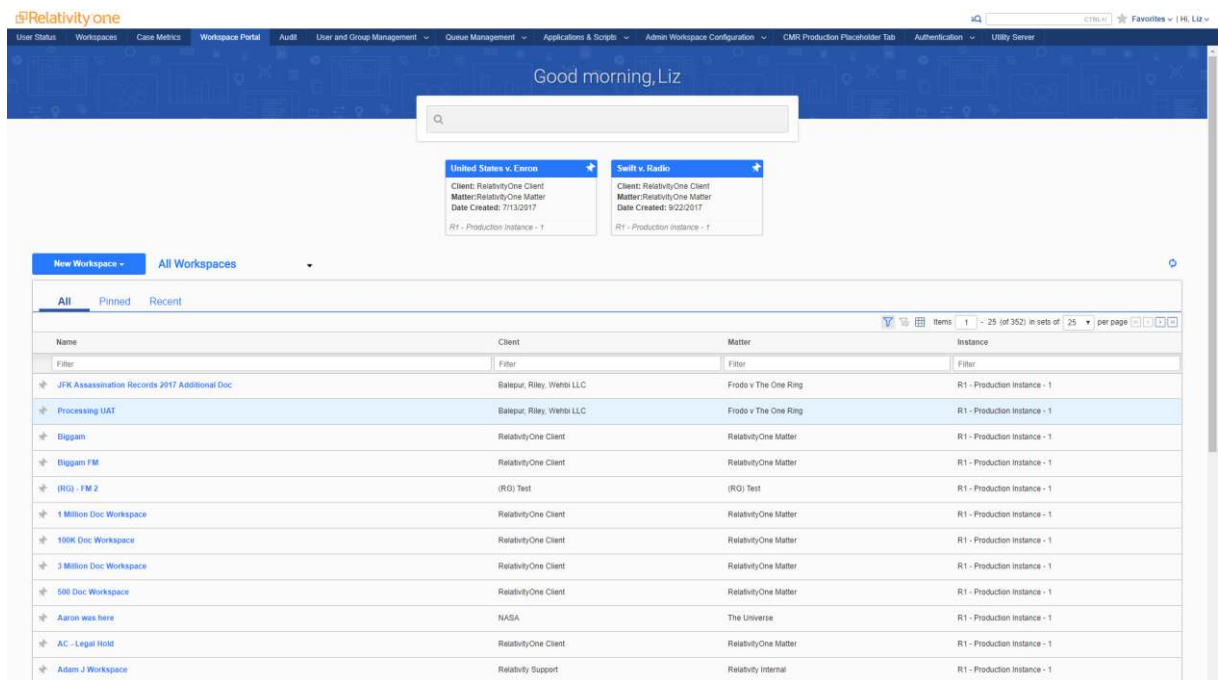 Relativity one
CTRL+/ Favorites | Hi, Liz
User Status Workspaces Case Metrics Workspace Portal Audit User and Group Management Queue Management Applications & Scripts Admin Workspace Configuration CMR Production Placeholder Tab Authentication Utility Server
Good morning, Liz
United States v. Enron
Client: RelativityOne Client
Matter:RelativityOne Matter
Date Created: 7/13/2017
R1 - Production Instance - 1
Swift v. Radio
Client: RelativityOne Client
Matter:RelativityOne Matter
Date Created: 9/22/2017
R1 - Production Instance - 1
New Workspace All Workspaces
All Pinned Recent
Items 1 - 25 (of 352) in sets of 25 per page
Name Client Matter Instance
Filter Filter Filter Filter
JFK Assassination Records 2017 Additional Doc Balepur, Riley, Wehbi LLC Frodo v The One Ring R1 - Production Instance - 1
Processing UAT Balepur, Riley, Wehbi LLC Frodo v The One Ring R1 - Production Instance - 1
Biggam RelativityOne Client RelativityOne Matter R1 - Production Instance - 1
Biggam FM RelativityOne Client RelativityOne Matter R1 - Production Instance - 1
(RG) - FM 2 (RG) Test (RG) Test R1 - Production Instance - 1
1 Million Doc Workspace RelativityOne Client RelativityOne Matter R1 - Production Instance - 1
100K Doc Workspace RelativityOne Client RelativityOne Matter R1 - Production Instance - 1
3 Million Doc Workspace RelativityOne Client RelativityOne Matter R1 - Production Instance - 1
500 Doc Workspace RelativityOne Client RelativityOne Matter R1 - Production Instance - 1
Aaron was here NASA The Universe R1 - Production Instance - 1
AC - Legal Hold RelativityOne Client RelativityOne Matter R1 - Production Instance - 1
Adam J Workspace Relativity Support Relativity Internal R1 - Production Instance - 1